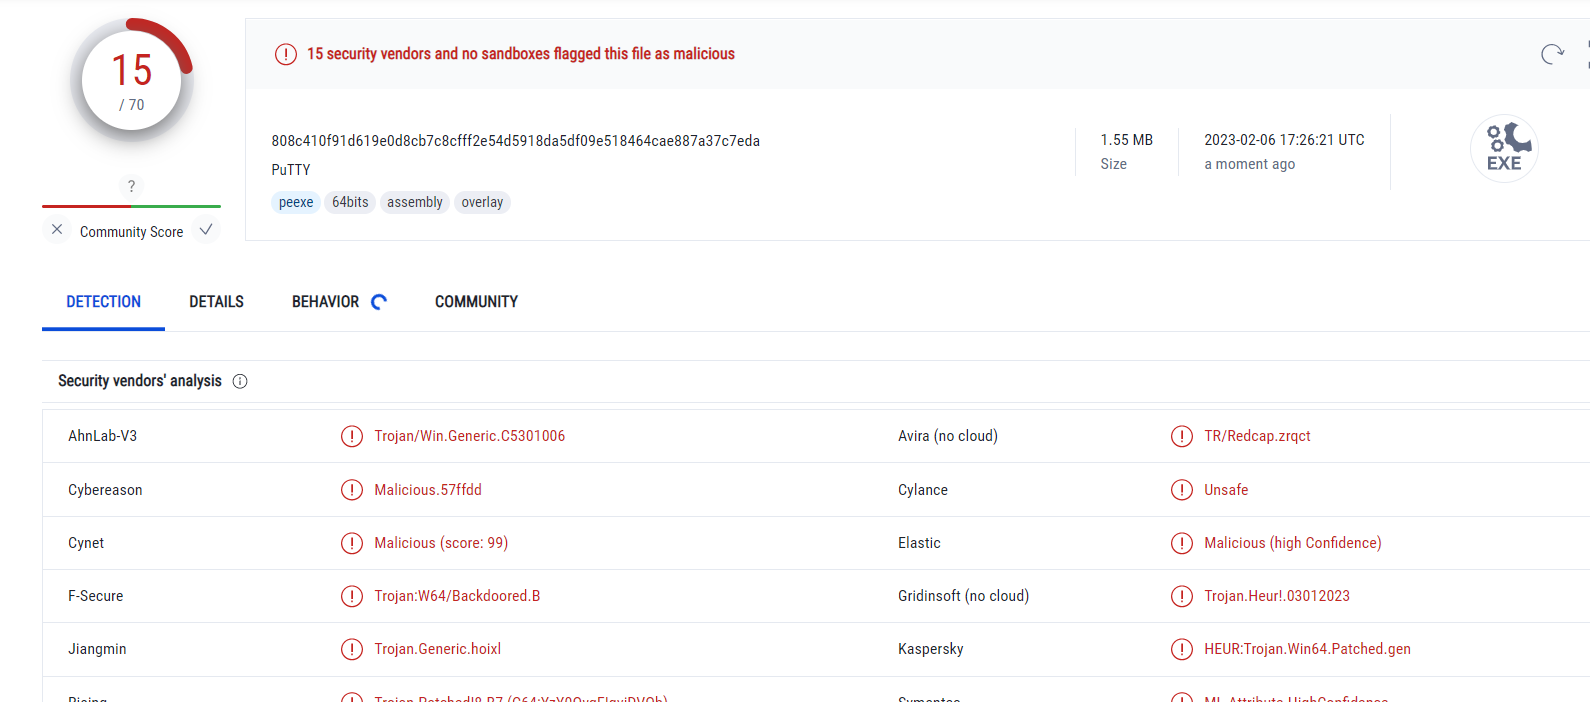 15
/ 70
?
Community Score
15 security vendors and no sandboxes flagged this file as malicious
808c410f91d619e0d8cb7c8cfff2e54d5918da5df09e518464cae887a37c7eda
PuTTY
peexe 64bits assembly overlay
1.55 MB
Size
2023-02-06 17:26:21 UTC
a moment ago
EXE
DETECTION DETAILS BEHAVIOR COMMUNITY
Security vendors' analysis
AhnLab-V3 Trojan/Win.Generic.C5301006 Avira (no cloud) TR/Redcap.zrqct
Cybereason Malicious.57ffdd Cylance Unsafe
Cynet Malicious (score: 99) Elastic Malicious (high Confidence)
F-Secure Trojan:W64/Backdoored.B Gridinsoft (no cloud) Trojan.Heur!.03012023
Jiangmin Trojan.Generic.hoixl Kaspersky HEUR:Trojan.Win64.Patched.gen